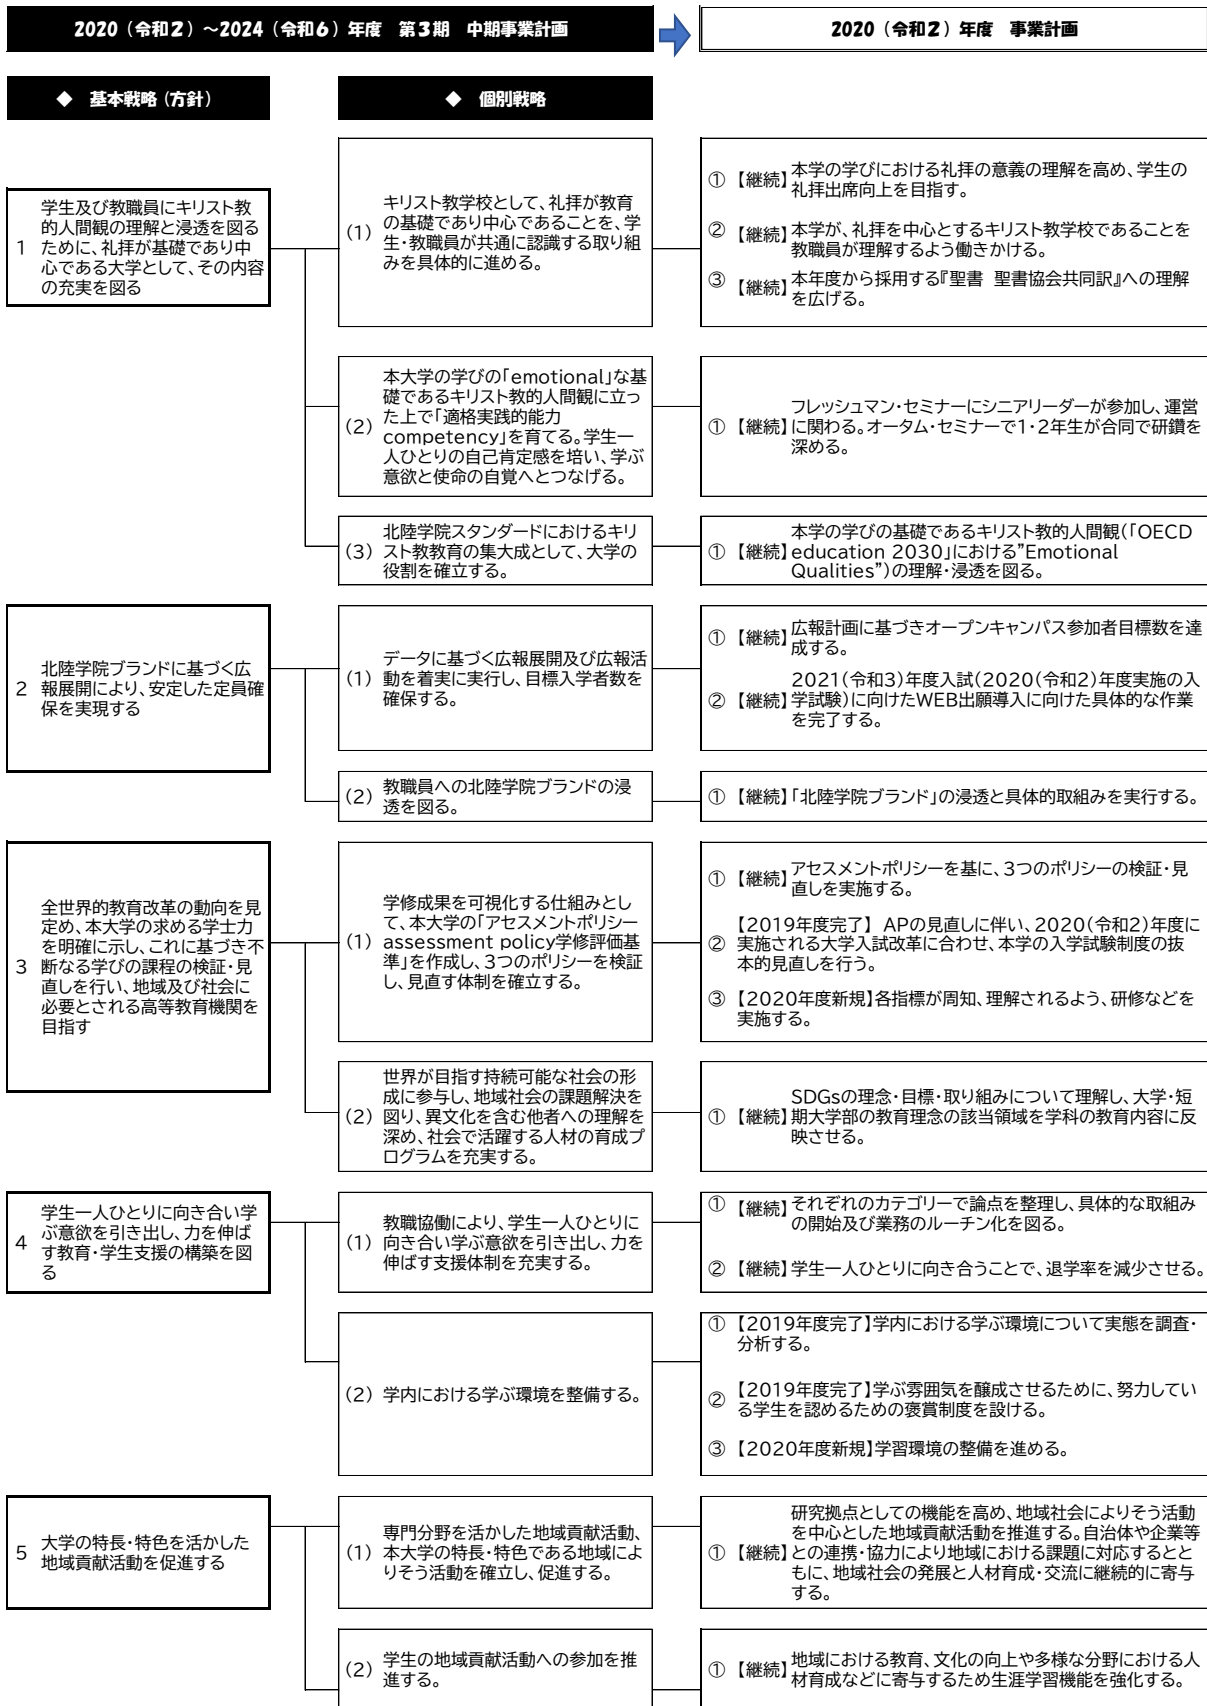 2020（令和２）～2024（令和６）年度　第３期　中期事業計画
2020（令和２）年度　事業計画
◆　基本戦略（方針）
◆　個別戦略
1
学生及び教職員にキリスト教
的人間観の理解と浸透を図る
ために、礼拝が基礎であり中
心である大学として、その内容
の充実を図る
(1)
キリスト教学校として、礼拝が教育
の基礎であり中心であることを、学
生・教職員が共通に認識する取り組
みを具体的に進める。
① 【継続】本学の学びにおける礼拝の意義の理解を高め、学生の
礼拝出席向上を目指す。
② 【継続】本学が、礼拝を中心とするキリスト教学校であることを
教職員が理解するよう働きかける。
③ 【継続】本年度から採用する『聖書　聖書協会共同訳』への理解
を広げる。
(2)
本大学の学びの「emotional」な基
礎であるキリスト教的人間観に立っ
た上で「適格実践的能力
competency」を育てる。学生一
人ひとりの自己肯定感を培い、学ぶ
意欲と使命の自覚へとつなげる。
① 【継続】
フレッシュマン・セミナーにシニアリーダーが参加し、運営
に関わる。オータム・セミナーで1・2年生が合同で研鑽を
深める。
(3)
北陸学院スタンダードにおけるキリ
スト教教育の集大成として、大学の
役割を確立する。
① 【継続】
本学の学びの基礎であるキリスト教的人間観(「OECD
education 2030」における”Emotional
Qualities”)の理解・浸透を図る。
2
北陸学院ブランドに基づく広
報展開により、安定した定員確
保を実現する
(1)
データに基づく広報展開及び広報活
動を着実に実行し、目標入学者数を
確保する。
① 【継続】広報計画に基づきオープンキャンパス参加者目標数を達
成する。
② 【継続】
2021(令和3)年度入試(2020(令和2)年度実施の入
学試験)に向けたWEB出願導入に向けた具体的な作業
を完了する。
(2)
教職員への北陸学院ブランドの浸
透を図る。
① 【継続】「北陸学院ブランド」の浸透と具体的取組みを実行する。
3
全世界的教育改革の動向を見
定め、本大学の求める学士力
を明確に示し、これに基づき不
断なる学びの課程の検証・見
直しを行い、地域及び社会に
必要とされる高等教育機関を
目指す
(1)
学修成果を可視化する仕組みとし
て、本大学の「アセスメントポリシー
assessment policy学修評価基
準」を作成し、3つのポリシーを検証
し、見直す体制を確立する。
① 【継続】アセスメントポリシーを基に、3つのポリシーの検証・見
直しを実施する。
②
【2019年度完了】 APの見直しに伴い、2020(令和2)年度に
実施される大学入試改革に合わせ、本学の入学試験制度の抜
本的見直しを行う。
③ 【2020年度新規】各指標が周知、理解されるよう、研修などを
実施する。
(2)
世界が目指す持続可能な社会の形
成に参与し、地域社会の課題解決を
図り、異文化を含む他者への理解を
深め、社会で活躍する人材の育成プ
ログラムを充実する。
① 【継続】
SDGsの理念・目標・取り組みについて理解し、大学・短
期大学部の教育理念の該当領域を学科の教育内容に反
映させる。
4
学生一人ひとりに向き合い学
ぶ意欲を引き出し、力を伸ば
す教育・学生支援の構築を図
る
(1)
教職協働により、学生一人ひとりに
向き合い学ぶ意欲を引き出し、力を
伸ばす支援体制を充実する。
① 【継続】それぞれのカテゴリーで論点を整理し、具体的な取組み
の開始及び業務のルーチン化を図る。
② 【継続】学生一人ひとりに向き合うことで、退学率を減少させる。
(2) 学内における学ぶ環境を整備する。
① 【2019年度完了】学内における学ぶ環境について実態を調査・
分析する。
② 【2019年度完了】学ぶ雰囲気を醸成させるために、努力してい
る学生を認めるための褒賞制度を設ける。
③ 【2020年度新規】学習環境の整備を進める。
5
大学の特長・特色を活かした
地域貢献活動を促進する
(1)
専門分野を活かした地域貢献活動、
本大学の特長・特色である地域によ
りそう活動を確立し、促進する。
① 【継続】
研究拠点としての機能を高め、地域社会によりそう活動
を中心とした地域貢献活動を推進する。自治体や企業等
との連携・協力により地域における課題に対応するとと
もに、地域社会の発展と人材育成・交流に継続的に寄与
する。
(2)
学生の地域貢献活動への参加を推
進する。
① 【継続】地域における教育、文化の向上や多様な分野における人
材育成などに寄与するため生涯学習機能を強化する。